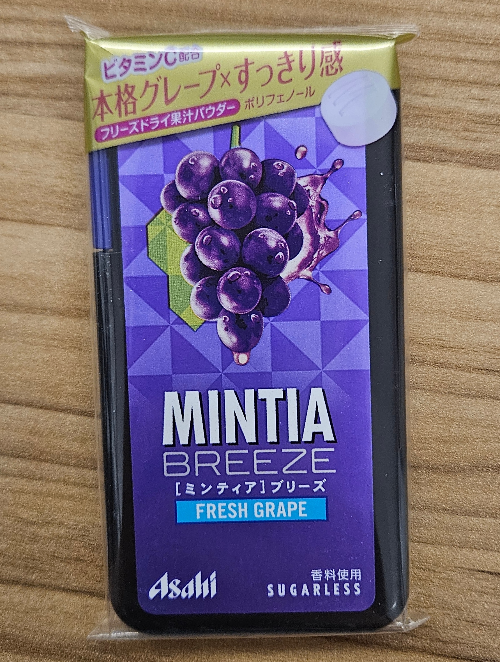 ビタミンC配合
本格グレープ×すっきり感
フリーズドライ果汁パウダー ポリフェノール
MINTIA
BREEZE
[ミンティア]ブリーズ
FRESH GRAPE
香料使用
Asahi SUGARLESS